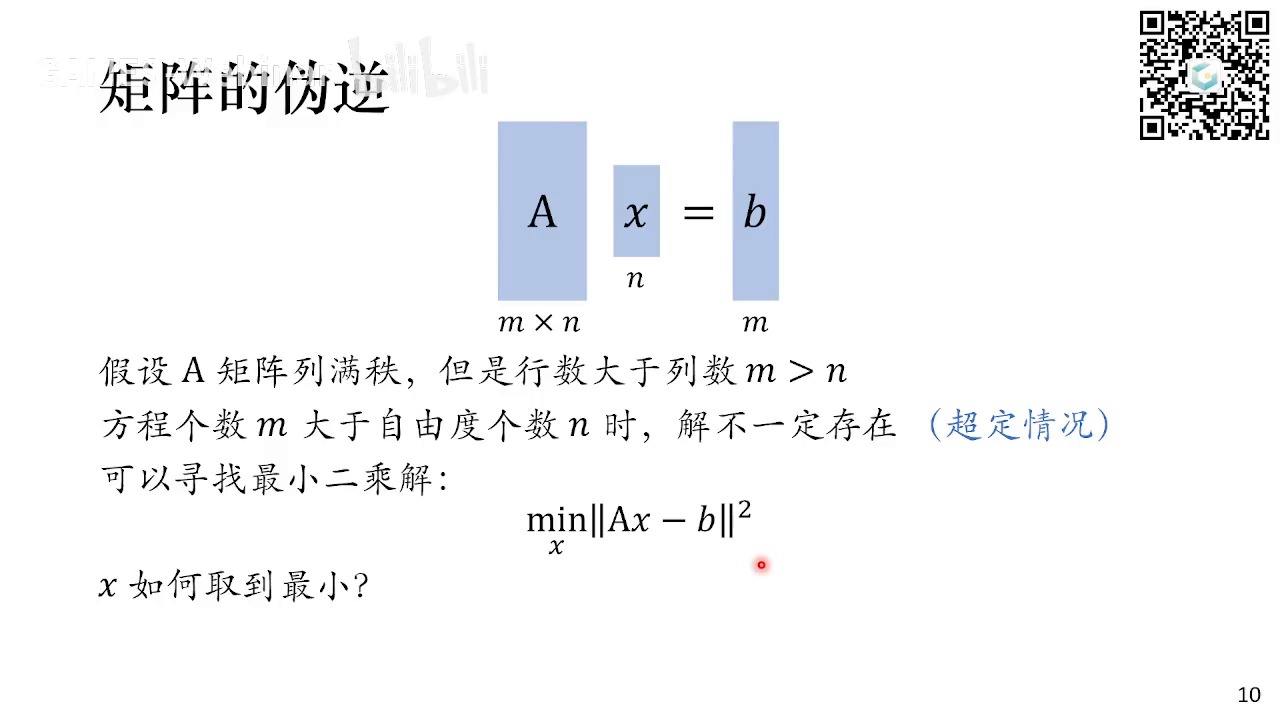 矩阵的伪逆
bilibili
A x = b
n
m × n m
假设 A 矩阵列满秩，但是行数大于列数 m > n
方程个数 m 大于自由度个数 n 时，解不一定存在 （超定情况）
可以寻找最小二乘解：
min‖Ax − b‖²
x
x 如何取到最小？
10